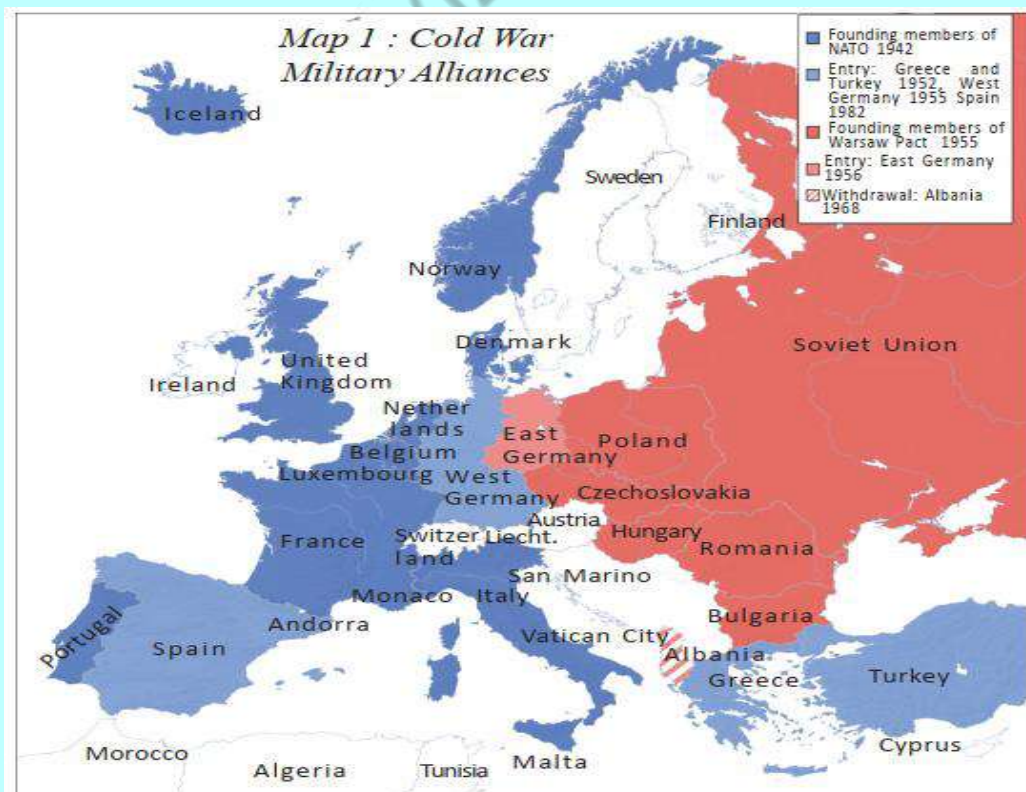 Map 1 : Cold War
Military Alliances
Founding members of
NATO 1942
Entry: Greece and
Turkey 1952, West
Germany 1955 Spain
1982
Founding members of
Warsaw Pact 1955
Entry: East Germany
1956
Withdrawal: Albania
1968
Iceland
Sweden
Finland
Norway
Soviet Union
Denmark
United
Kingdom
Ireland
Nether
lands
Belgium
Luxembourg
West
Germany
East
Germany
Poland
Czechoslovakia
Austria
Hungary
Romania
France
Switzer
land
Liecht.
San Marino
Monaco
Italy
Bulgaria
Portugal
Spain
Andorra
Vatican City
Albania
Greece
Turkey
Cyprus
Morocco
Algeria
Tunisia
Malta